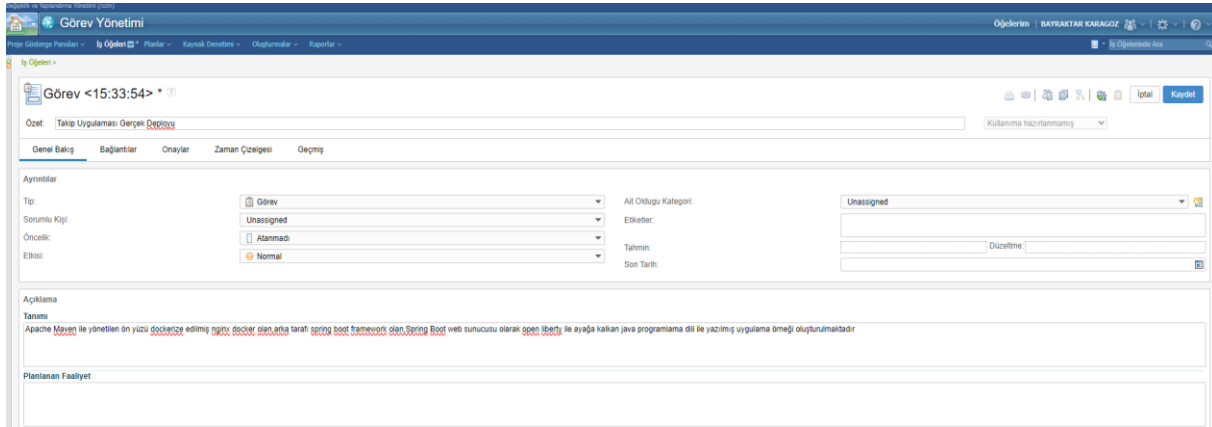 Değişiklik ve Yapılandırma Yönetimi (/ccm)
Görev Yönetimi
Öğelerim | BAYRAKTAR KARAGOZ
Proje Gösterge Panoları İş Öğeleri Planlar Kaynak Denetimi Oluşturmalar Raporlar
İş Öğelerinde Ara
İş Öğeleri >
Görev <15:33:54> *
İptal Kaydet
Özet: Takip Uygulaması Gerçek Deployu Kullanıma hazırlanmamış
Genel Bakış Bağlantılar Onaylar Zaman Çizelgesi Geçmiş
Ayrıntılar
Tip: Görev Ait Oldugu Kategori: Unassigned
Sorumlu Kişi: Unassigned Etiketler:
Öncelik: Atanmadı
Tahmin: Düzeltme:
Etkisi: Normal
Son Tarih:
Açıklama
Tanımı
Apache Maven ile yönetilen ön yüzü dockerize edilmiş nginx docker olan,arka tarafı spring boot framework olan,Spring Boot web sunucusu olarak open liberty ile ayağa kalkan java programlama dili ile yazılmış uygulama örneği oluşturulmaktadır
Planlanan Faaliyet